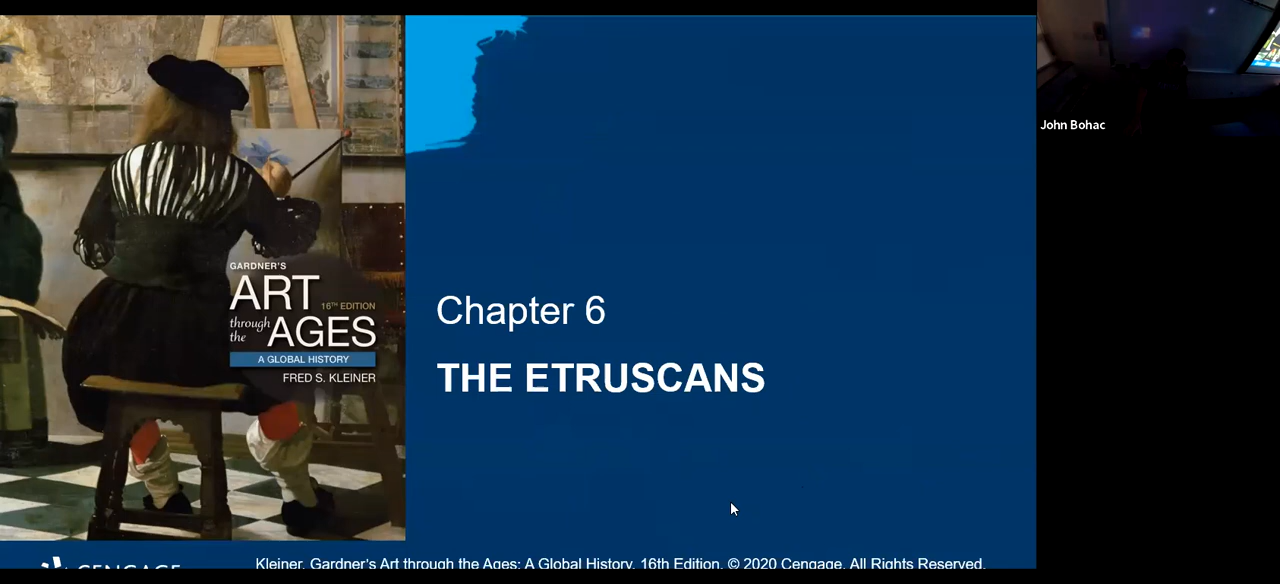 GARDNER'S
ART
16TH EDITION
through
the
AGES
A GLOBAL HISTORY
FRED S. KLEINER
Chapter 6
THE ETRUSCANS
CENGAGE
Kleiner, Gardner's Art through the Ages: A Global History, 16th Edition. © 2020 Cengage. All Rights Reserved.
John Bohac